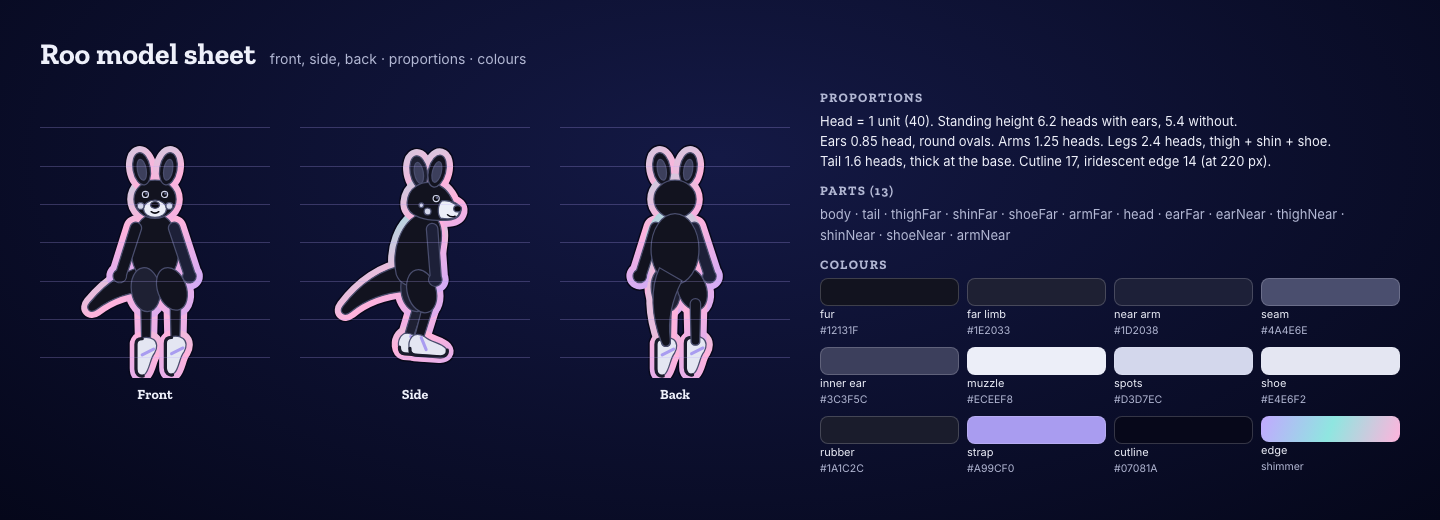 Roo model sheet front, side, back · proportions · colours
PROPORTIONS
Head = 1 unit (40). Standing height 6.2 heads with ears, 5.4 without.
Ears 0.85 head, round ovals. Arms 1.25 heads. Legs 2.4 heads, thigh + shin + shoe.
Tail 1.6 heads, thick at the base. Cutline 17, iridescent edge 14 (at 220 px).
PARTS (13)
body · tail · thighFar · shinFar · shoeFar · armFar · head · earFar · earNear · thighNear ·
shinNear · shoeNear · armNear
COLOURS
fur far limb near arm seam
#12131F #1E2033 #1D2038 #4A4E6E
inner ear muzzle spots shoe
#3C3F5C #ECEEF8 #D3D7EC #E4E6F2
rubber strap cutline edge
#1A1C2C #A99CF0 #07081A shimmer
Front Side Back